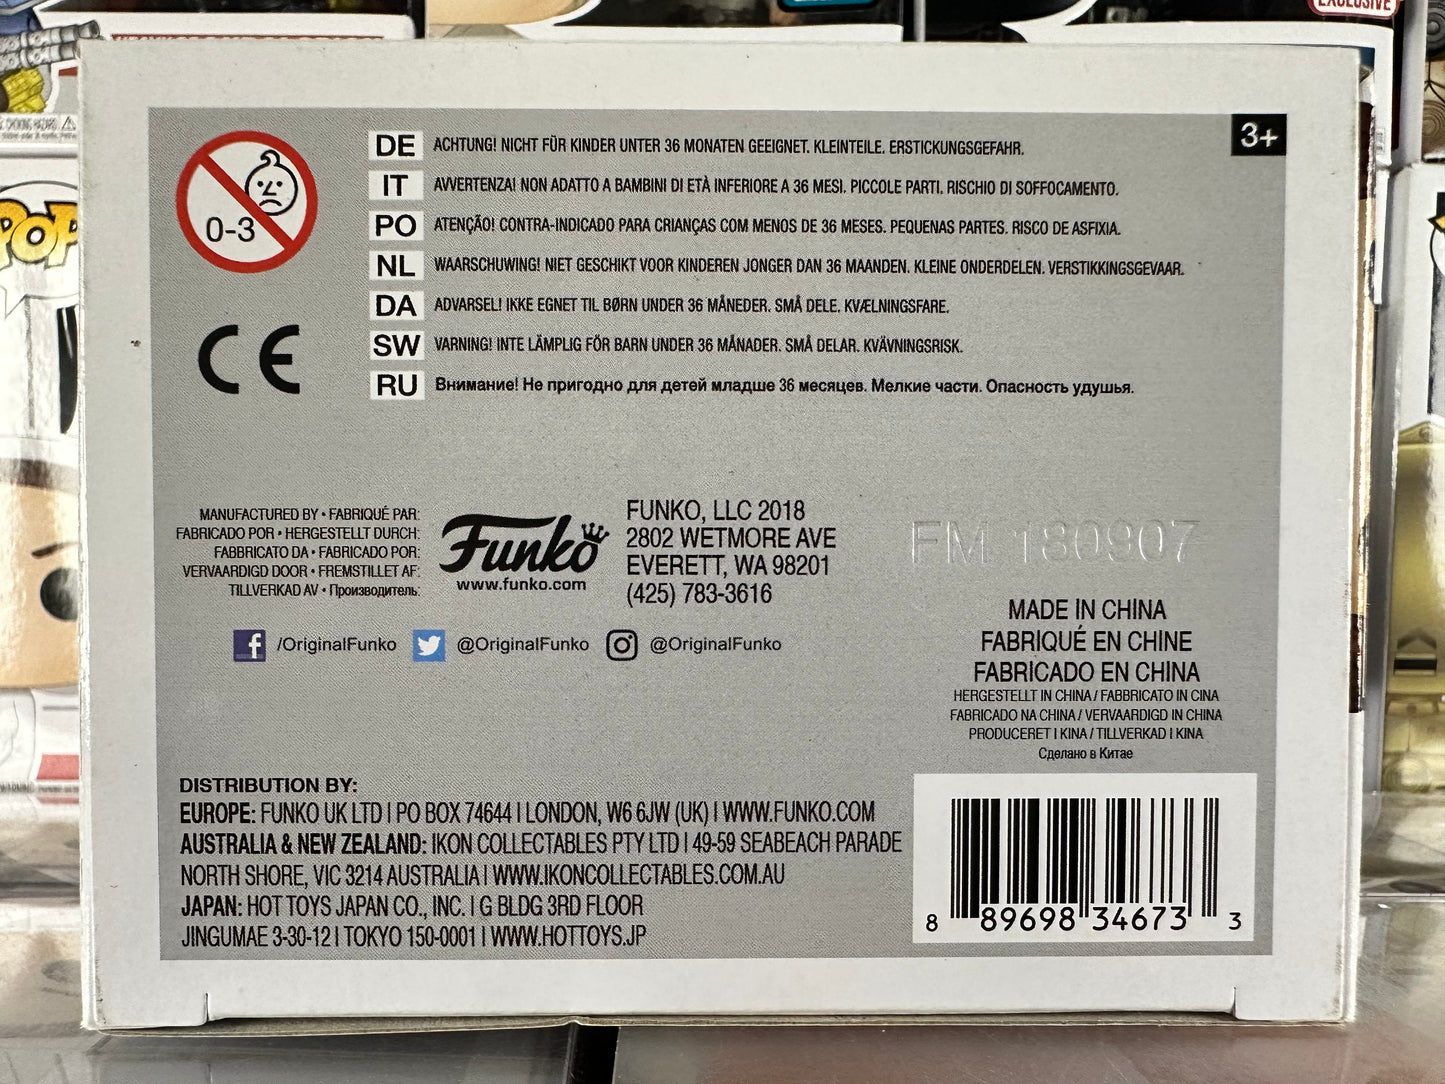 EXCLUSIVE
POP
3+
0-3
DE ACHTUNG! NICHT FÜR KINDER UNTER 36 MONATEN GEEIGNET. KLEINTEILE. ERSTICKUNGSGEFAHR.
IT AVVERTENZA! NON ADATTO A BAMBINI DI ETÀ INFERIORE A 36 MESI. PICCOLE PARTI. RISCHIO DI SOFFOCAMENTO.
PO ATENÇÃO! CONTRA-INDICADO PARA CRIANÇAS COM MENOS DE 36 MESES. PEQUENAS PARTES. RISCO DE ASFIXIA.
NL WAARSCHUWING! NIET GESCHIKT VOOR KINDEREN JONGER DAN 36 MAANDEN. KLEINE ONDERDELEN. VERSTIKKINGSGEVAAR.
DA ADVARSEL! IKKE EGNET TIL BØRN UNDER 36 MÅNEDER. SMÅ DELE. KVÆLNINGSFARE.
SW VARNING! INTE LÄMPLIG FÖR BARN UNDER 36 MÅNADER. SMÅ DELAR. KVÄVNINGSRISK.
RU Внимание! Не пригодно для детей младше 36 месяцев. Мелкие части. Опасность удушья.
CE
MANUFACTURED BY • FABRIQUÉ PAR:
FABRICADO POR • HERGESTELLT DURCH:
FABBRICATO DA • FABRICADO POR:
VERVAARDIGD DOOR • FREMSTILLET AF:
TILLVERKAD AV • Производитель:
Funko
www.funko.com
FUNKO, LLC 2018
2802 WETMORE AVE
EVERETT, WA 98201
(425) 783-3616
FM 180907
/OriginalFunko @OriginalFunko @OriginalFunko
MADE IN CHINA
FABRIQUÉ EN CHINE
FABRICADO EN CHINA
HERGESTELLT IN CHINA / FABBRICATO IN CINA
FABRICADO NA CHINA / VERVAARDIGD IN CHINA
PRODUCERET I KINA / TILLVERKAD I KINA
Сделано в Китае
DISTRIBUTION BY:
EUROPE: FUNKO UK LTD | PO BOX 74644 | LONDON, W6 6JW (UK) | WWW.FUNKO.COM
AUSTRALIA & NEW ZEALAND: IKON COLLECTABLES PTY LTD | 49-59 SEABEACH PARADE
NORTH SHORE, VIC 3214 AUSTRALIA | WWW.IKONCOLLECTABLES.COM.AU
JAPAN: HOT TOYS JAPAN CO., INC. | G BLDG 3RD FLOOR
JINGUMAE 3-30-12 | TOKYO 150-0001 | WWW.HOTTOYS.JP
8 89698 34673 3